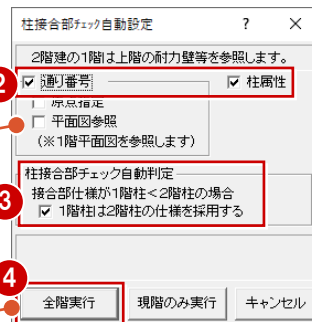 柱接合部ﾁｪｯｸ自動設定 ? ×
2階建の1階は上階の耐力壁等を参照します。
2
通り番号 柱属性
原点指定
平面図参照
(※1階平面図を参照します)
柱接合部チェック自動判定
接合部仕様が1階柱＜2階柱の場合
3
1階柱は2階柱の仕様を採用する
4
全階実行 現階のみ実行 キャンセル